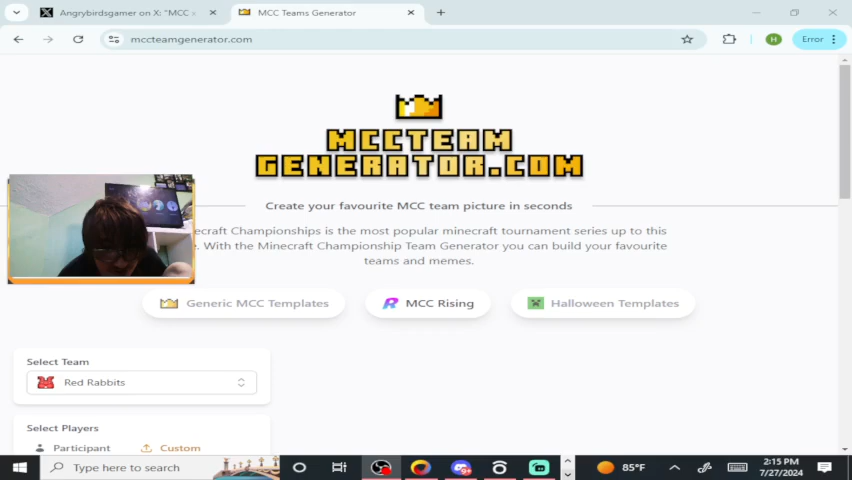 Angrybirdsgamer on X: "MCC
MCC Teams Generator
mccteamgenerator.com
H
Error
MCCTEAM
GENERATOR.COM
Create your favourite MCC team picture in seconds
ecraft Championships is the most popular minecraft tournament series up to this
e. With the Minecraft Championship Team Generator you can build your favourite
teams and memes.
Generic MCC Templates
MCC Rising
Halloween Templates
Select Team
Red Rabbits
Select Players
Participant
Custom
Type here to search
9+
85°F
2:15 PM
7/27/2024